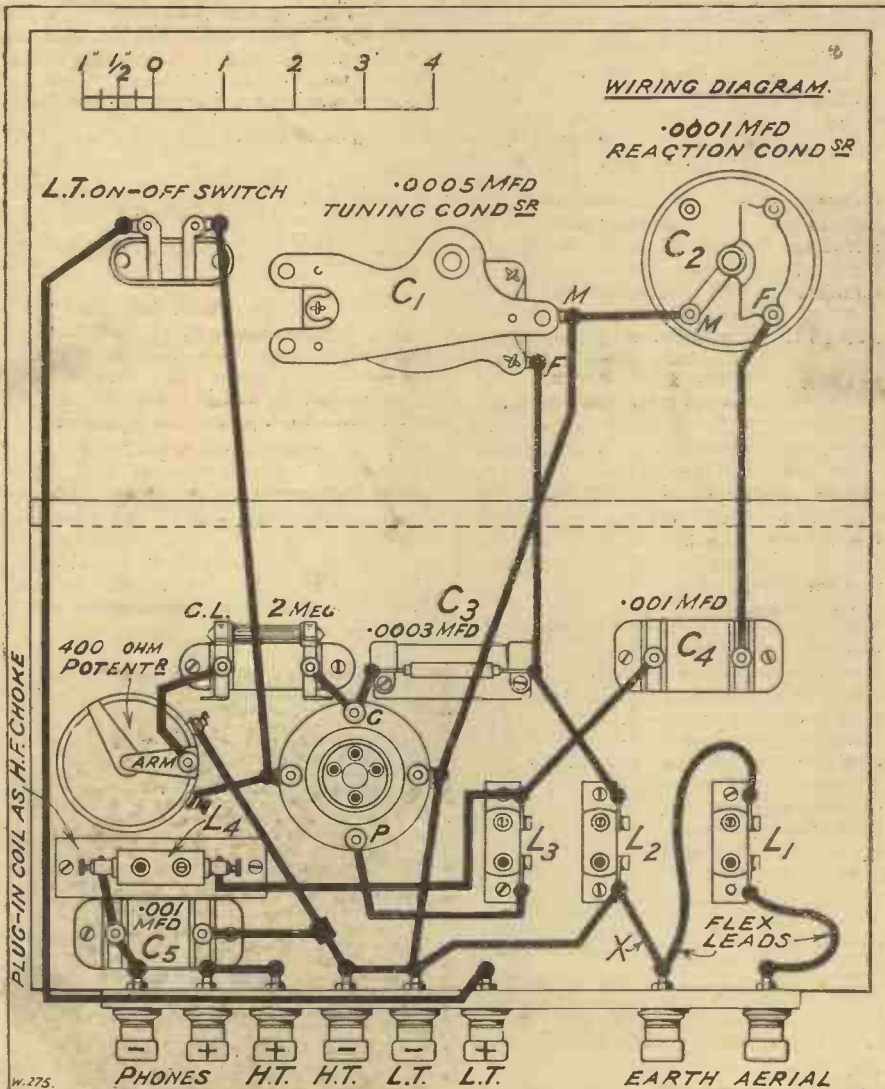 1" 1/2" 0 1 2 3 4
WIRING DIAGRAM.
·0001 MFD
REACTION COND SR
L.T. ON-OFF SWITCH
·0005 MFD
TUNING COND SR
C2
C1
M
M
F
F
G.L.
2 MEG
C3
·0003 MFD
·001 MFD
C4
400 OHM
POTENT R
G
ARM
P
L4
L3
L2
L1
PLUG-IN COIL AS H.F. CHOKE
·001
MFD
C5
FLEX
LEADS
X
- + + - - +
PHONES H.T. H.T. L.T. L.T. EARTH AERIAL
W.275.